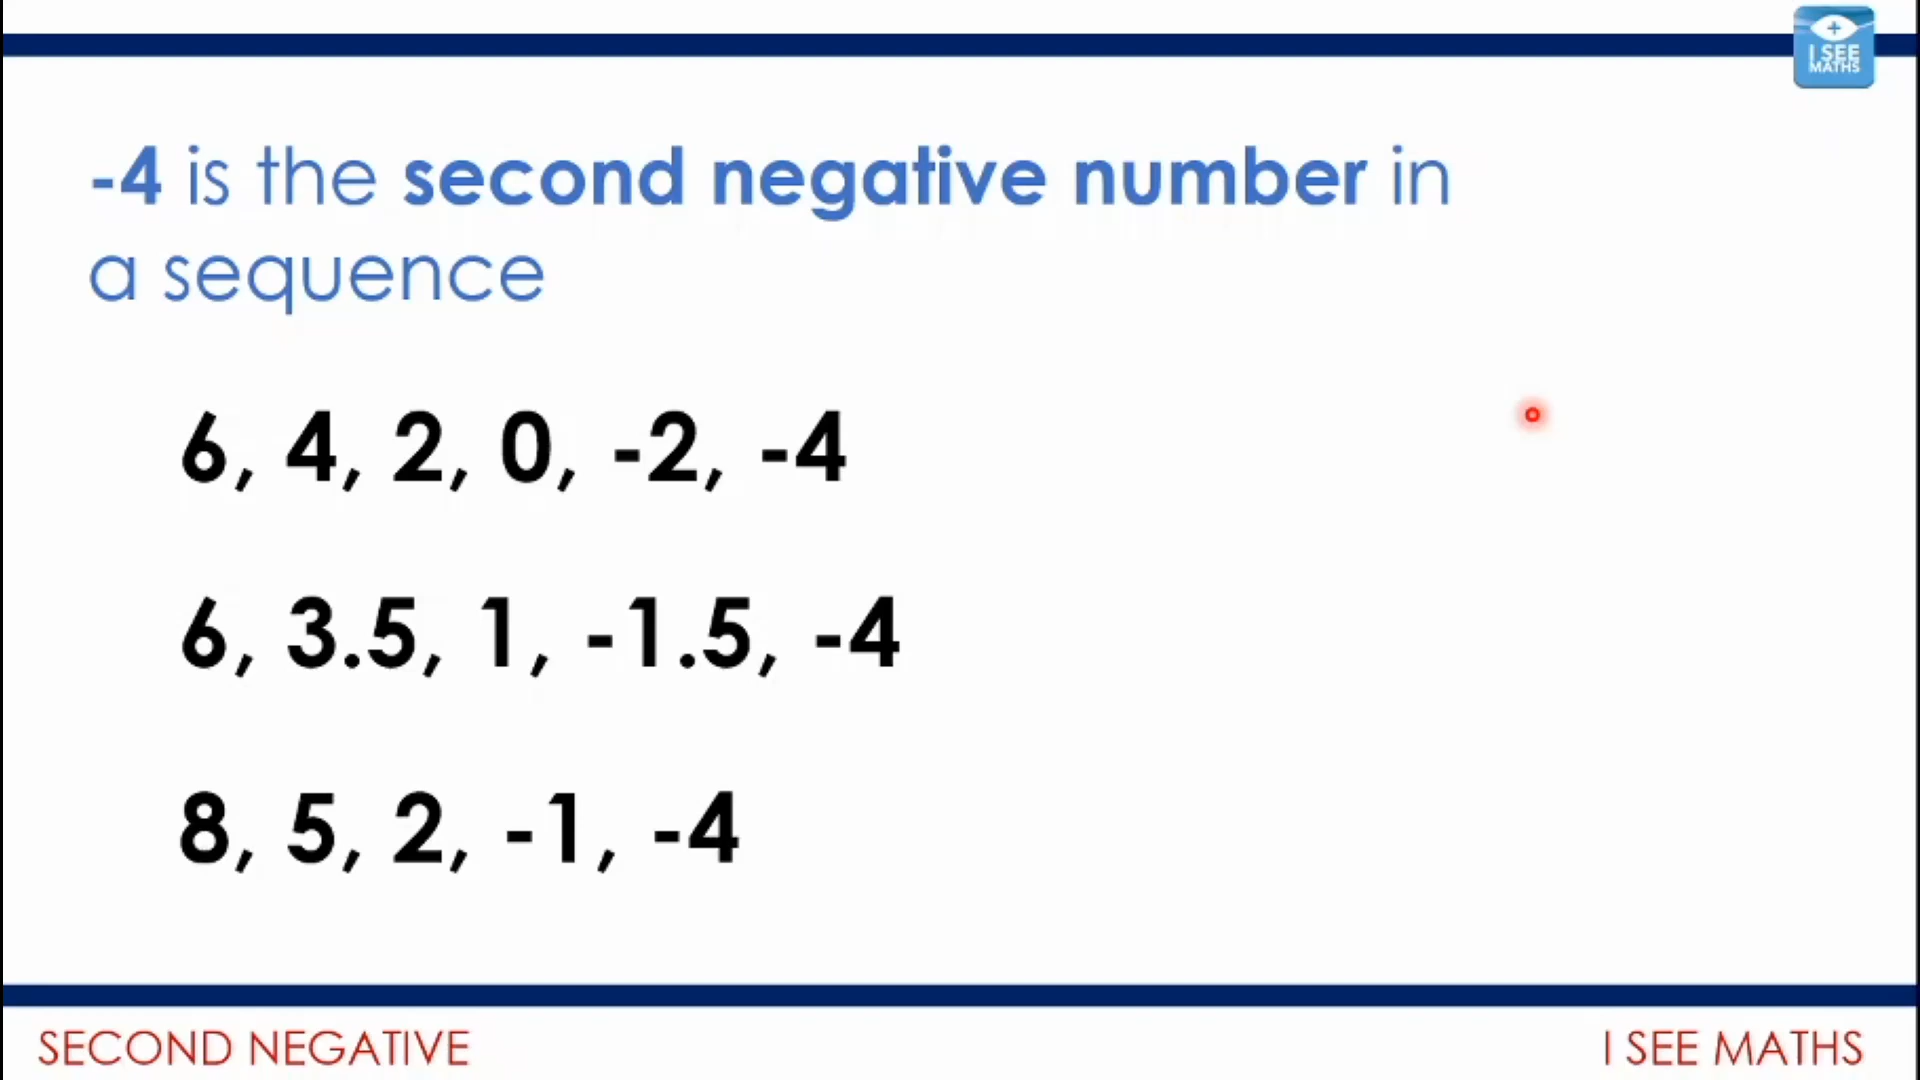 I SEE
MATHS
-4 is the second negative number in
a sequence
6, 4, 2, 0, -2, -4
6, 3.5, 1, -1.5, -4
8, 5, 2, -1, -4
SECOND NEGATIVE
I SEE MATHS